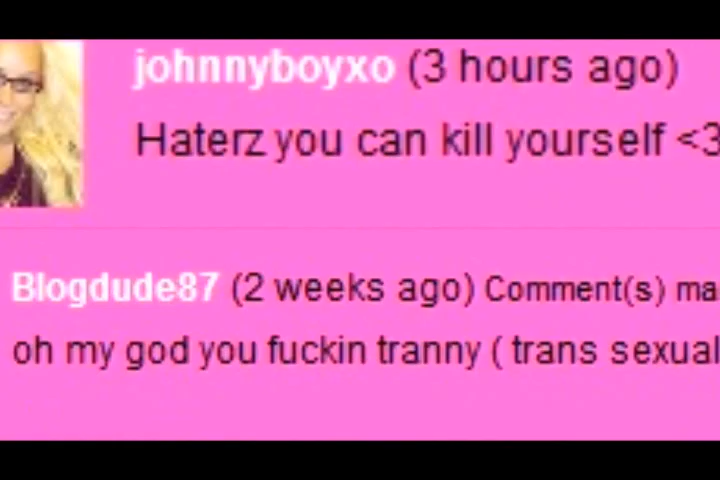 johnnyboyxo (3 hours ago)
Haterz you can kill yourself <3
Blogdude87 (2 weeks ago) Comment(s) ma
oh my god you fuckin tranny ( trans sexual